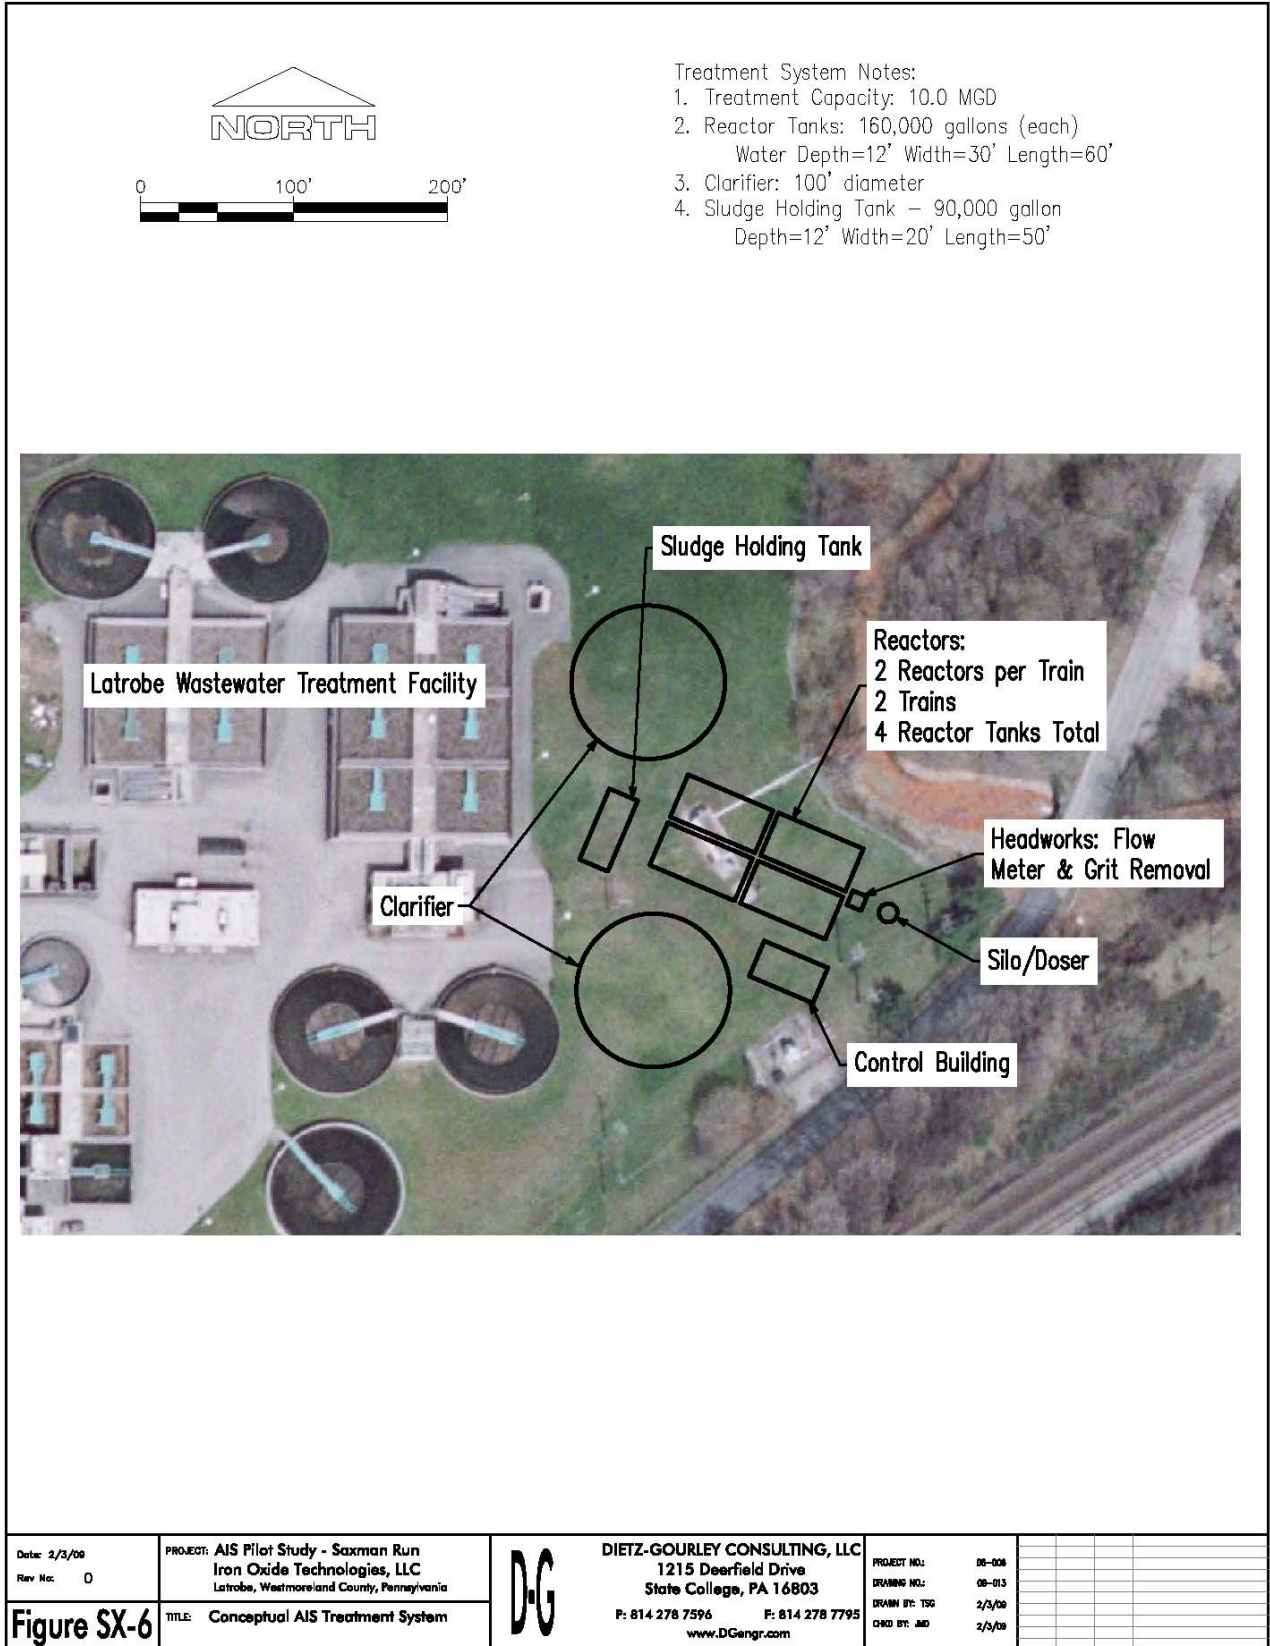 NORTH
0 100' 200'
Treatment System Notes:
1. Treatment Capacity: 10.0 MGD
2. Reactor Tanks: 160,000 gallons (each)
Water Depth=12' Width=30' Length=60'
3. Clarifier: 100' diameter
4. Sludge Holding Tank – 90,000 gallon
Depth=12' Width=20' Length=50'
Sludge Holding Tank
Reactors:
2 Reactors per Train
2 Trains
4 Reactor Tanks Total
Latrobe Wastewater Treatment Facility
Headworks: Flow
Meter & Grit Removal
Clarifier
Silo/Doser
Control Building
Date: 2/3/09
Rev No: 0
Figure SX-6
PROJECT: AIS Pilot Study - Saxman Run
Iron Oxide Technologies, LLC
Latrobe, Westmoreland County, Pennsylvania
TITLE: Conceptual AIS Treatment System
D-G
DIETZ-GOURLEY CONSULTING, LLC
1215 Deerfield Drive
State College, PA 16803
P: 814 278 7596 F: 814 278 7795
www.DGengr.com
PROJECT NO.:
DRAWING NO.:
DRAWN BY: TSG 2/3/09
CHKD BY: JMD 2/3/09